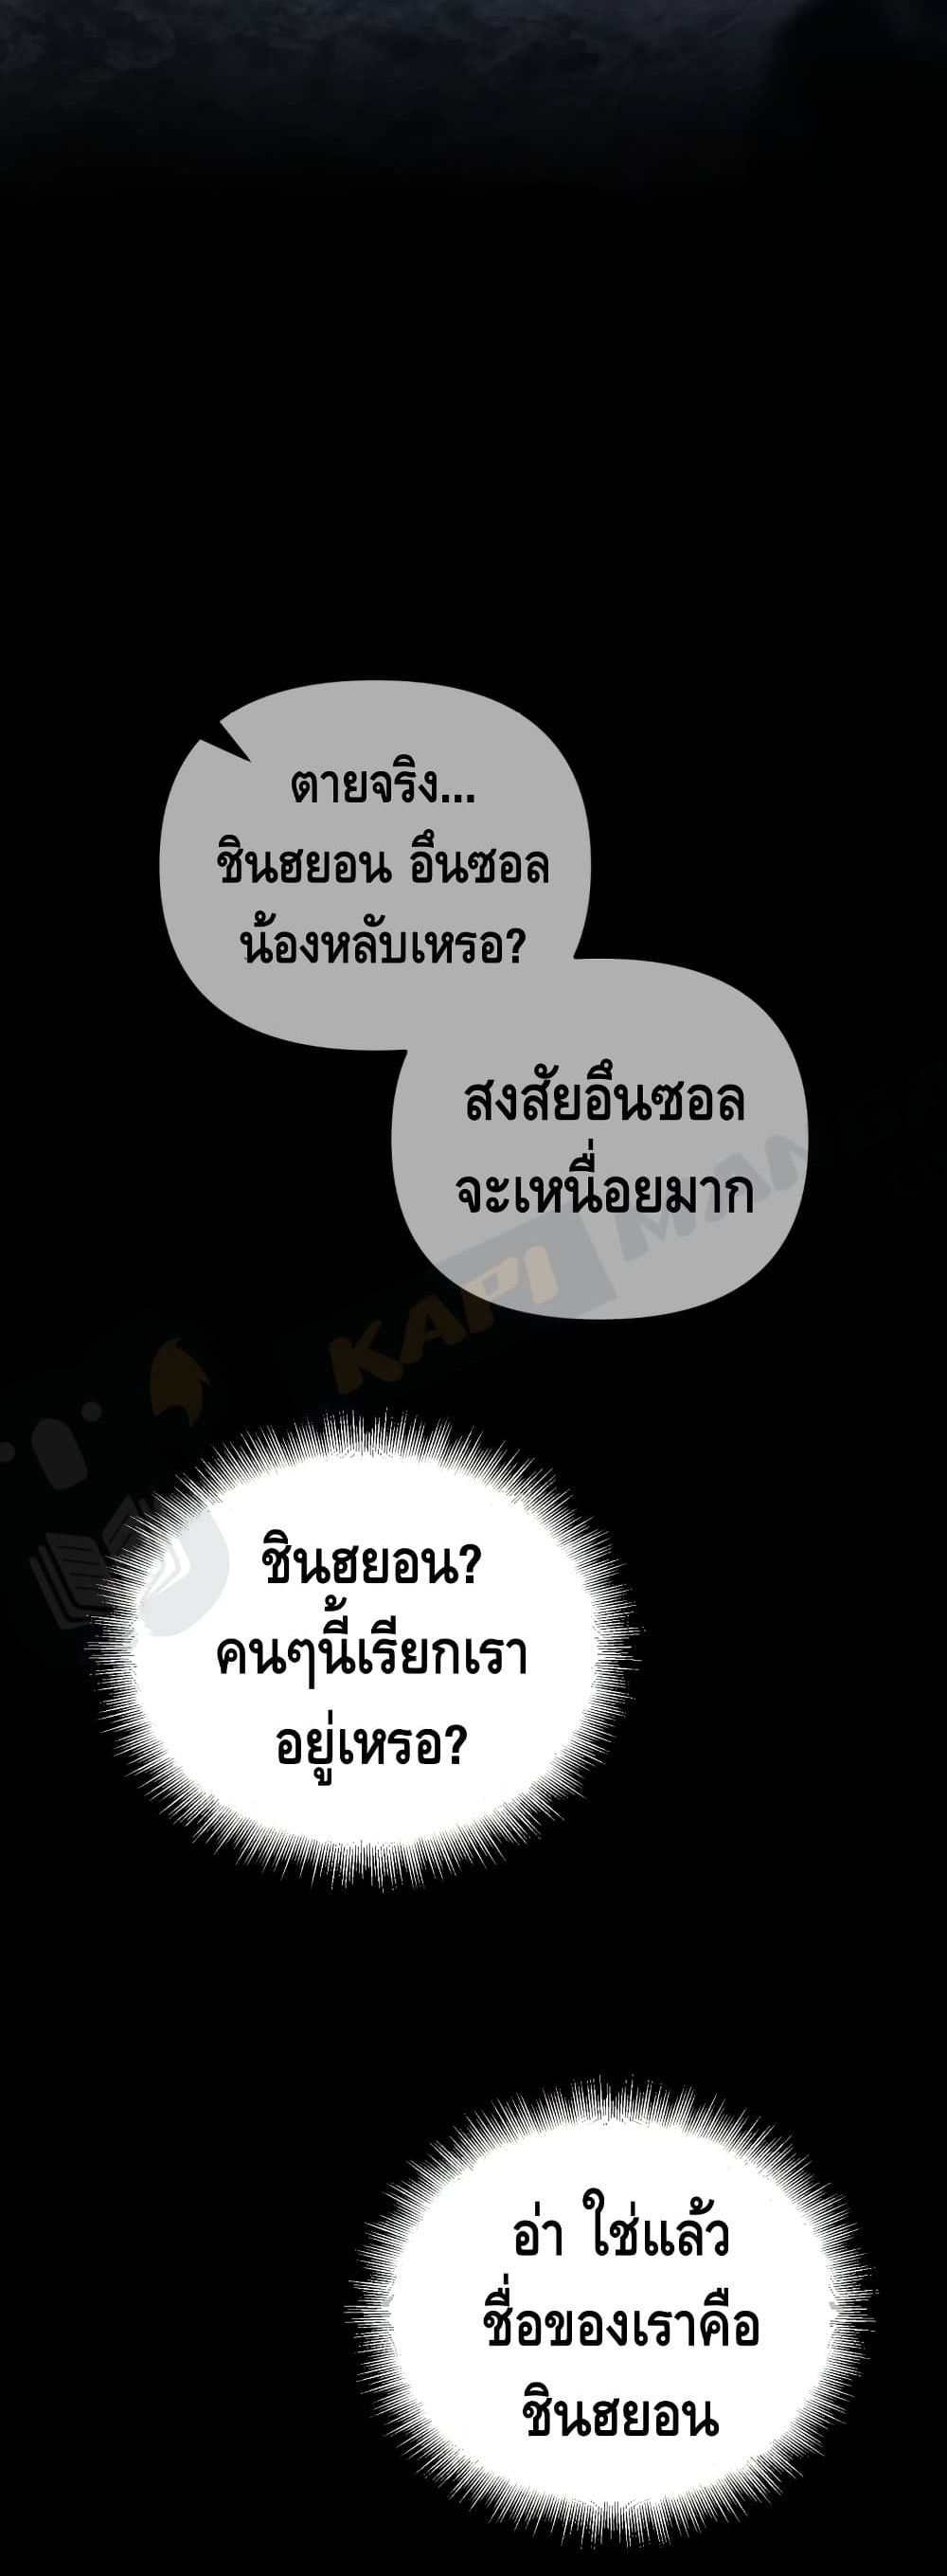 ตายจริง...
ชินฮยอน อึนซอล
น้องหลับเหรอ?
สงสัยอึนซอล
จะเหนื่อยมาก
KAPI MANGA
ชินฮยอน?
คนๆนี้เรียกเรา
อยู่เหรอ?
อ่า ใช่แล้ว
ชื่อของเราคือ
ชินฮยอน